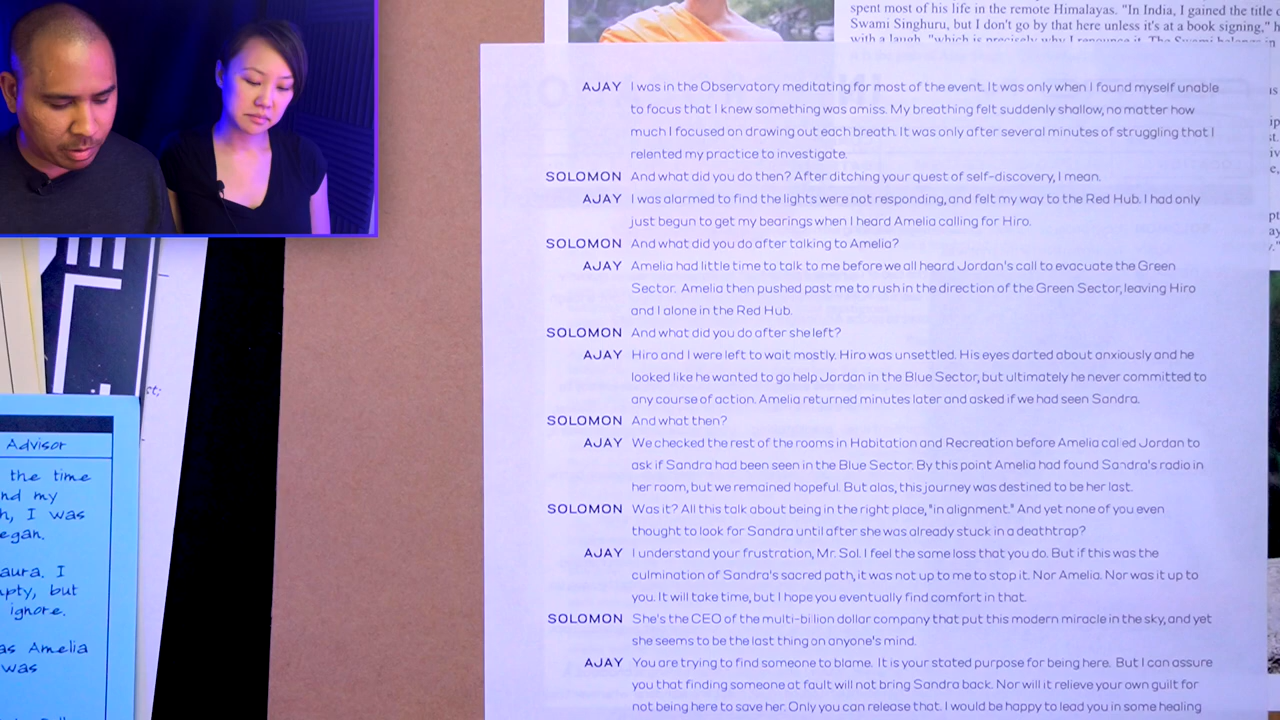 spent most of his life in the remote Himalayas. "In India, I gained the title
Swami Singhuru, but I don't go by that here unless it's at a book signing,"
with a laugh, "which is precisely why I renounce it. The Swami belongs in
AJAY I was in the Observatory meditating for most of the event. It was only when I found myself unable
to focus that I knew something was amiss. My breathing felt suddenly shallow, no matter how
much I focused on drawing out each breath. It was only after several minutes of struggling that I
relented my practice to investigate.
SOLOMON And what did you do then? After ditching your quest of self-discovery, I mean.
AJAY I was alarmed to find the lights were not responding, and felt my way to the Red Hub. I had only
just begun to get my bearings when I heard Amelia calling for Hiro.
SOLOMON And what did you do after talking to Amelia?
AJAY Amelia had little time to talk to me before we all heard Jordan's call to evacuate the Green
Sector. Amelia then pushed past me to rush in the direction of the Green Sector, leaving Hiro
and I alone in the Red Hub.
SOLOMON And what did you do after she left?
AJAY Hiro and I were left to wait mostly. Hiro was unsettled. His eyes darted about anxiously and he
looked like he wanted to go help Jordan in the Blue Sector, but ultimately he never committed to
any course of action. Amelia returned minutes later and asked if we had seen Sandra.
SOLOMON And what then?
AJAY We checked the rest of the rooms in Habitation and Recreation before Amelia called Jordan to
ask if Sandra had been seen in the Blue Sector. By this point Amelia had found Sandra's radio in
her room, but we remained hopeful. But alas, this journey was destined to be her last.
SOLOMON Was it? All this talk about being in the right place, "in alignment." And yet none of you even
thought to look for Sandra until after she was already stuck in a deathtrap?
AJAY I understand your frustration, Mr. Sol. I feel the same loss that you do. But if this was the
culmination of Sandra's sacred path, it was not up to me to stop it. Nor Amelia. Nor was it up to
you. It will take time, but I hope you eventually find comfort in that.
SOLOMON She's the CEO of the multi-billion dollar company that put this modern miracle in the sky, and yet
she seems to be the last thing on anyone's mind.
AJAY You are trying to find someone to blame. It is your stated purpose for being here. But I can assure
you that finding someone at fault will not bring Sandra back. Nor will it relieve your own guilt for
not being here to save her. Only you can release that. I would be happy to lead you in some healing
Advisor
the time
nd my
h, I was
egan.
aura. I
mpty, but
ignore.
as Amelia
was